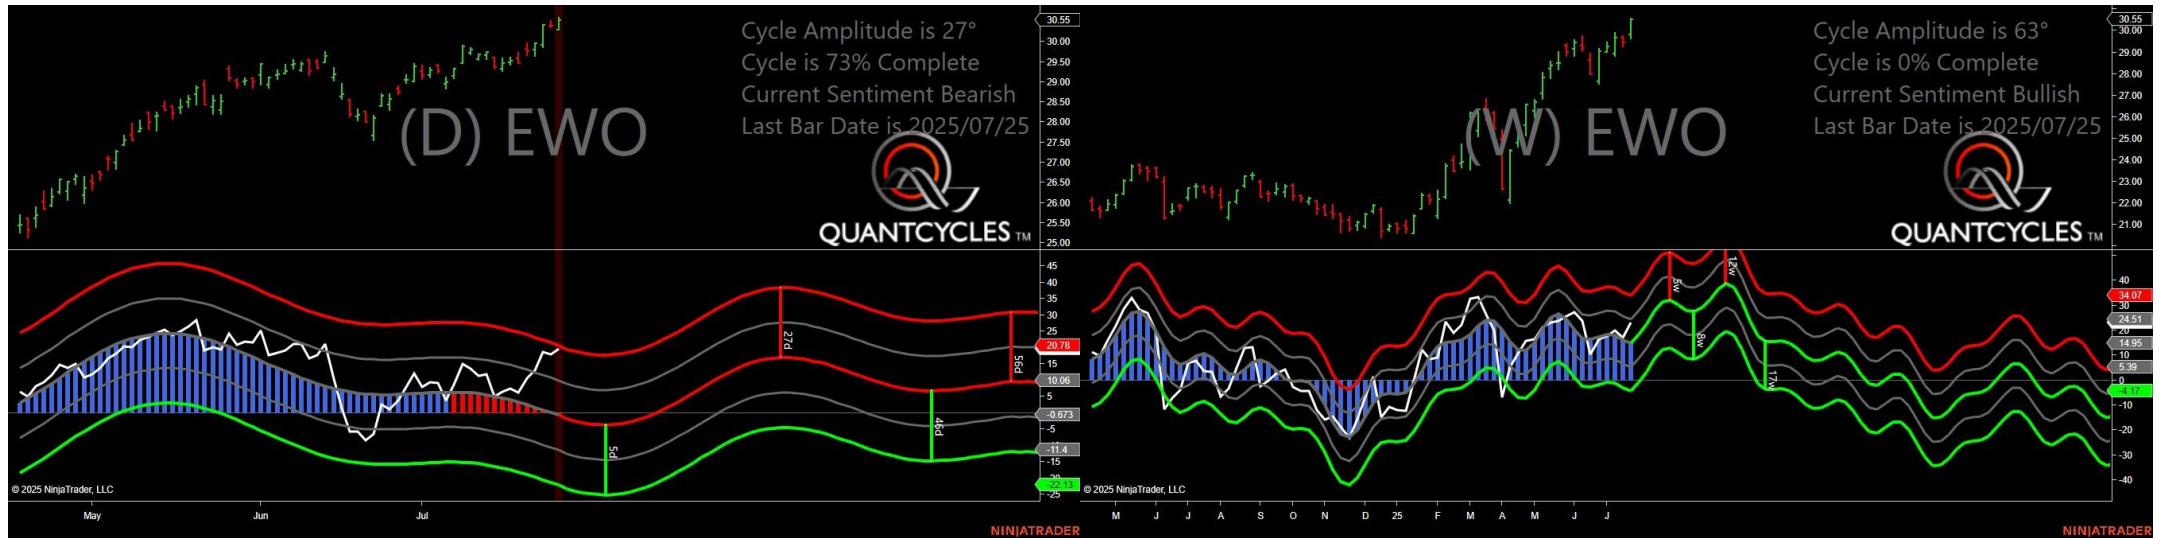 Cycle Amplitude is 27°
Cycle is 73% Complete
Current Sentiment Bearish
Last Bar Date is 2025/07/25
(D) EWO
QUANTCYCLES TM
30.55
30.00
29.50
29.00
28.50
28.00
27.50
27.00
26.50
26.00
25.50
25.00
45
40
35
30
25
20.78
15
10.06
5
-0.673
-5
-11.4
-15
-22.13
-25
27d
56d
5d
46d
© 2025 NinjaTrader, LLC
May Jun Jul
NINJATRADER
Cycle Amplitude is 63°
Cycle is 0% Complete
Current Sentiment Bullish
Last Bar Date is 2025/07/25
(W) EWO
QUANTCYCLES TM
30.55
30.00
29.00
28.00
27.00
26.00
25.00
24.00
23.00
22.00
21.00
40
34.07
30
24.51
20
14.95
10
5.39
0
-4.17
-10
-20
-30
-40
5w
12w
8w
17w
© 2025 NinjaTrader, LLC
M J J A S O N D 25 F M A M J J
NINJATRADER